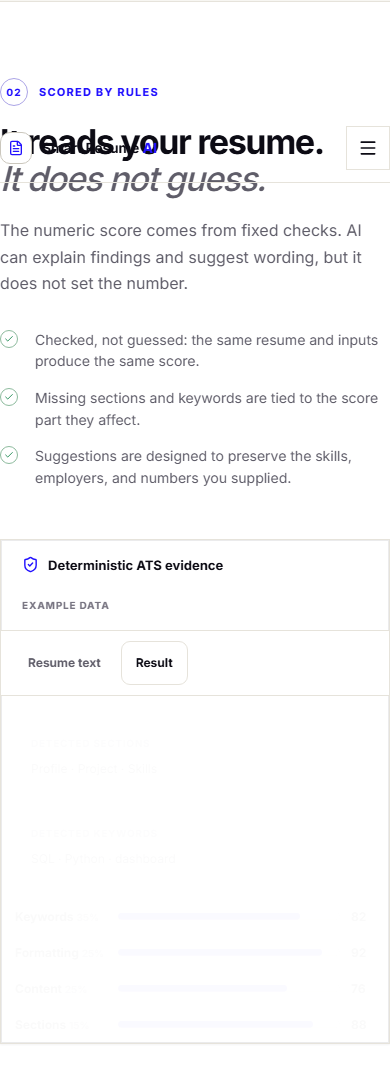 02 SCORED BY RULES
It reads your resume.
Smart Resume AI
It does not guess.
The numeric score comes from fixed checks. AI
can explain findings and suggest wording, but it
does not set the number.
Checked, not guessed: the same resume and inputs
produce the same score.
Missing sections and keywords are tied to the score
part they affect.
Suggestions are designed to preserve the skills,
employers, and numbers you supplied.
Deterministic ATS evidence
EXAMPLE DATA
Resume text Result
Keywords
Formatting
Content
Sections